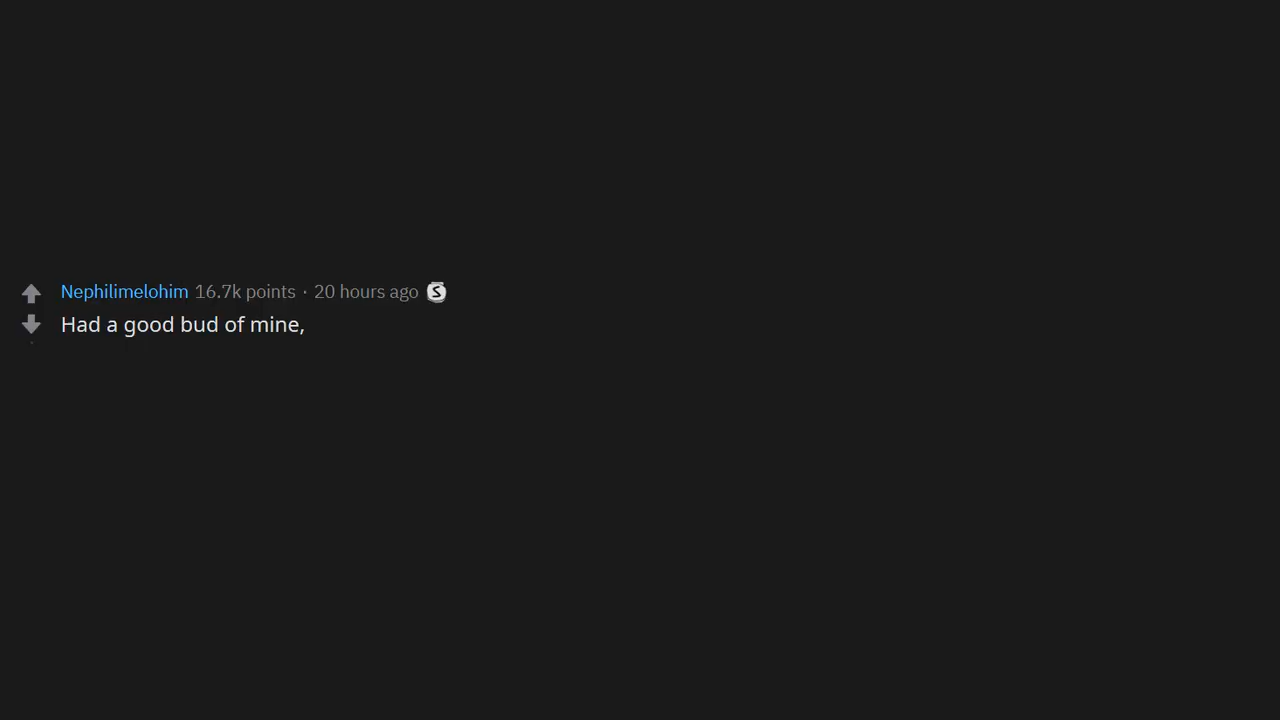 Nephilimelohim 16.7k points · 20 hours ago S
Had a good bud of mine,